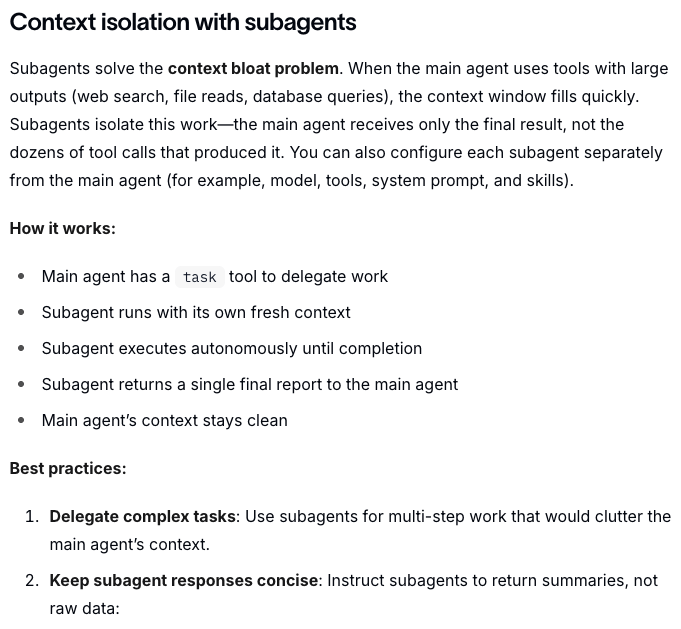 Context isolation with subagents
Subagents solve the context bloat problem. When the main agent uses tools with large
outputs (web search, file reads, database queries), the context window fills quickly.
Subagents isolate this work—the main agent receives only the final result, not the
dozens of tool calls that produced it. You can also configure each subagent separately
from the main agent (for example, model, tools, system prompt, and skills).
How it works:
• Main agent has a task tool to delegate work
• Subagent runs with its own fresh context
• Subagent executes autonomously until completion
• Subagent returns a single final report to the main agent
• Main agent’s context stays clean
Best practices:
1. Delegate complex tasks: Use subagents for multi-step work that would clutter the
main agent’s context.
2. Keep subagent responses concise: Instruct subagents to return summaries, not
raw data: